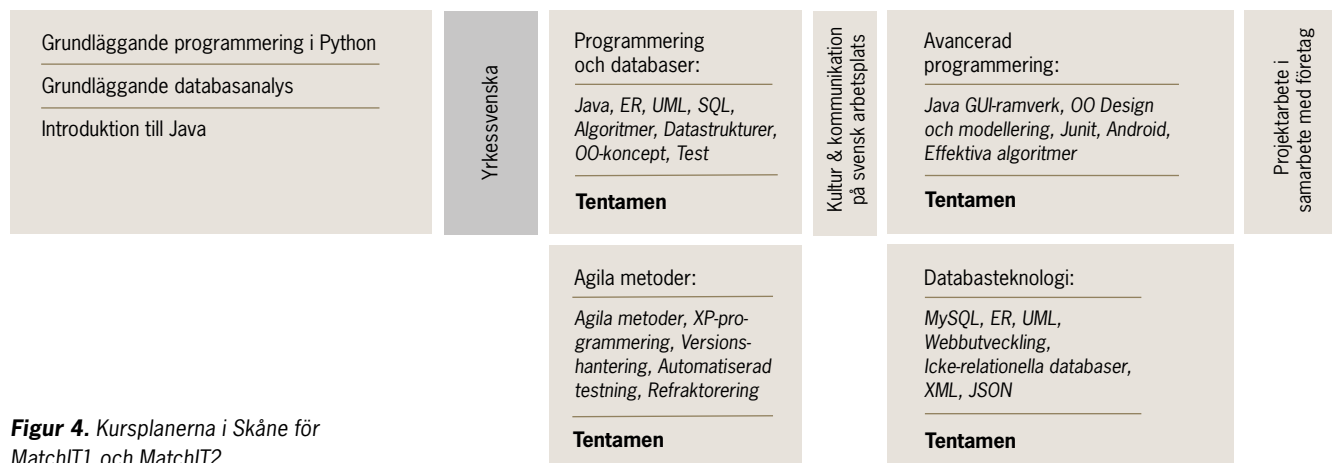 Grundläggande programmering i Python
Grundläggande databasanalys
Introduktion till Java
Yrkessvenska
Programmering
och databaser:
Java, ER, UML, SQL,
Algoritmer, Datastrukturer,
OO-koncept, Test
Tentamen
Kultur & kommunikation
på svensk arbetsplats
Avancerad
programmering:
Java GUI-ramverk, OO Design
och modellering, Junit, Android,
Effektiva algoritmer
Tentamen
Projektarbete i
samarbete med företag
Agila metoder:
Agila metoder, XP-pro-
grammering, Versions-
hantering, Automatiserad
testning, Refraktorering
Tentamen
Databasteknologi:
MySQL, ER, UML,
Webbutveckling,
Icke-relationella databaser,
XML, JSON
Tentamen
Figur 4. Kursplanerna i Skåne för
MatchIT1 och MatchIT2